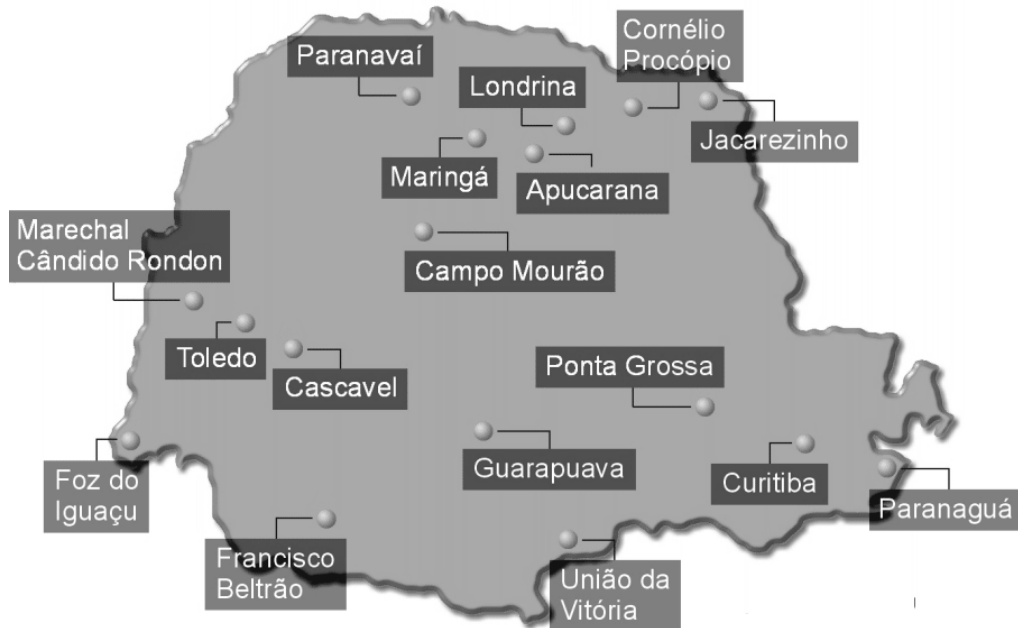 Cornélio
Procópio
Paranavaí
Londrina
Jacarezinho
Maringá
Apucarana
Marechal
Cândido Rondon
Campo Mourão
Toledo
Cascavel
Ponta Grossa
Foz do
Iguaçu
Guarapuava
Curitiba
Paranaguá
Francisco
Beltrão
União da
Vitória